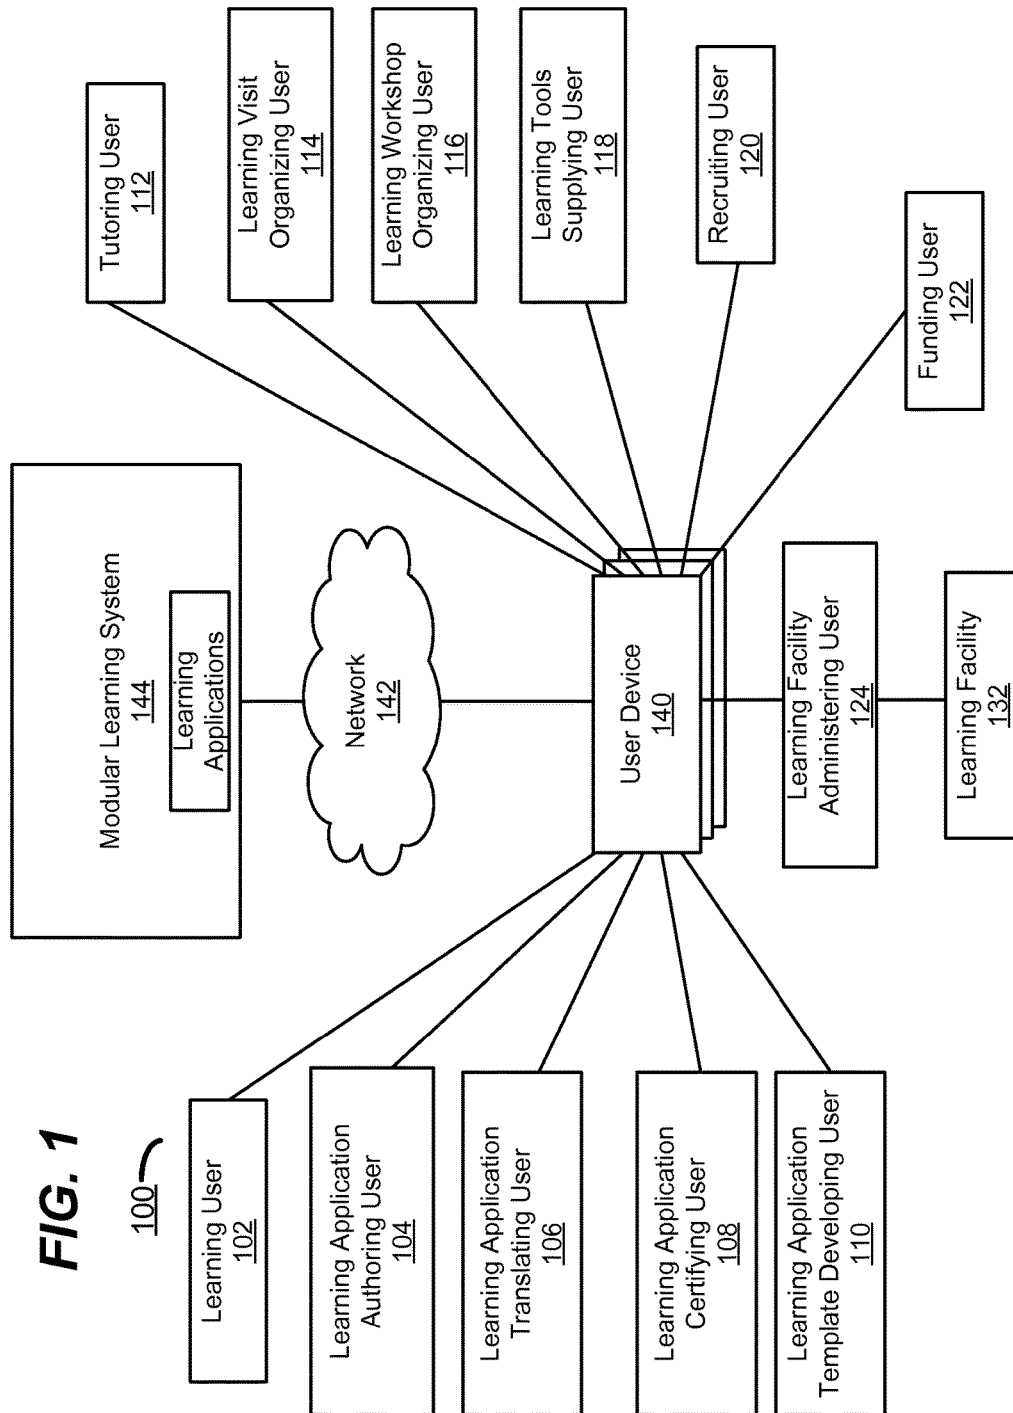 FIG. 1
100
Modular Learning System
144
Learning
Applications
Network
142
User Device
140
Learning User
102
Learning Application
Authoring User
104
Learning Application
Translating User
106
Learning Application
Certifying User
108
Learning Application
Template Developing User
110
Tutoring User
112
Learning Visit
Organizing User
114
Learning Workshop
Organizing User
116
Learning Tools
Supplying User
118
Recruiting User
120
Funding User
122
Learning Facility
Administering User
124
Learning Facility
132